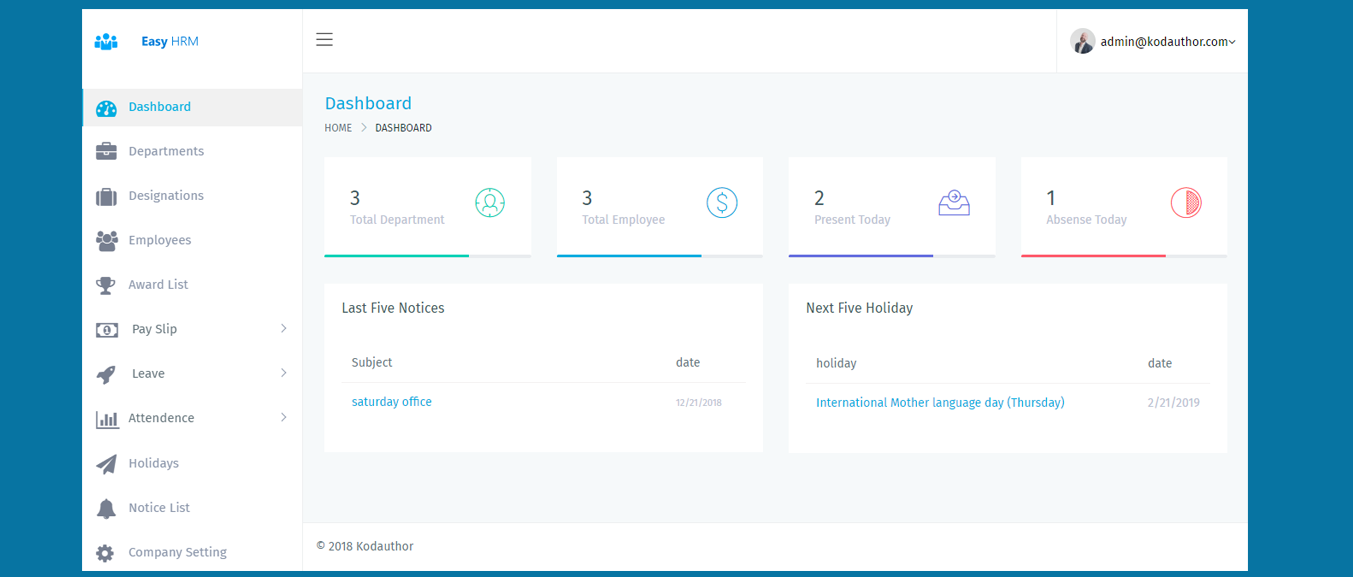 Easy HRM
admin@kodauthor.com
Dashboard
Departments
Designations
Employees
Award List
Pay Slip
Leave
Attendence
Holidays
Notice List
Company Setting
Dashboard
HOME > DASHBOARD
3
Total Department
3
Total Employee
2
Present Today
1
Absense Today
Last Five Notices
Subject date
saturday office 12/21/2018
Next Five Holiday
holiday date
International Mother language day (Thursday) 2/21/2019
© 2018 Kodauthor